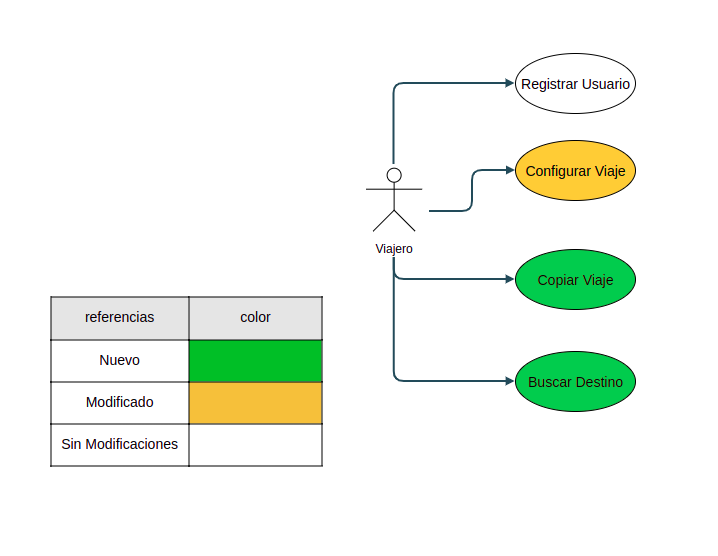 Registrar Usuario
Configurar Viaje
Viajero
Copiar Viaje
Buscar Destino
referencias color
Nuevo
Modificado
Sin Modificaciones